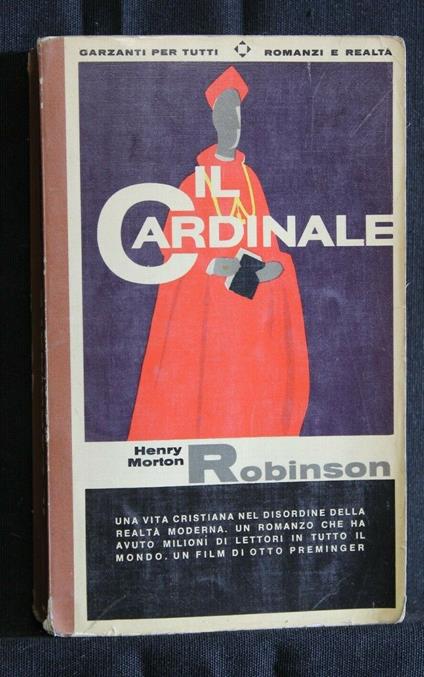 GARZANTI PER TUTTI ROMANZI E REALTÀ
IL
CARDINALE
Henry
Morton Robinson
UNA VITA CRISTIANA NEL DISORDINE DELLA
REALTÀ MODERNA. UN ROMANZO CHE HA
AVUTO MILIONI DI LETTORI IN TUTTO IL
MONDO. UN FILM DI OTTO PREMINGER